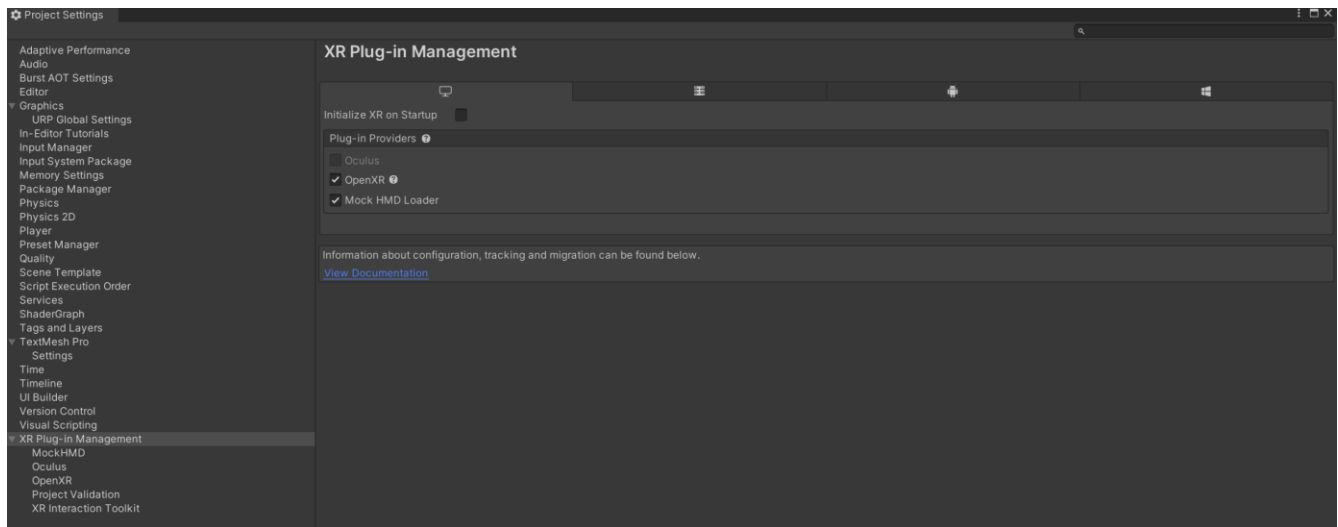 Project Settings
Adaptive Performance
Audio
Burst AOT Settings
Editor
Graphics
URP Global Settings
In-Editor Tutorials
Input Manager
Input System Package
Memory Settings
Package Manager
Physics
Physics 2D
Player
Preset Manager
Quality
Scene Template
Script Execution Order
Services
ShaderGraph
Tags and Layers
TextMesh Pro
Settings
Time
Timeline
UI Builder
Version Control
Visual Scripting
XR Plug-in Management
MockHMD
Oculus
OpenXR
Project Validation
XR Interaction Toolkit
XR Plug-in Management
Initialize XR on Startup
Plug-in Providers
Oculus
OpenXR
Mock HMD Loader
Information about configuration, tracking and migration can be found below.
View Documentation